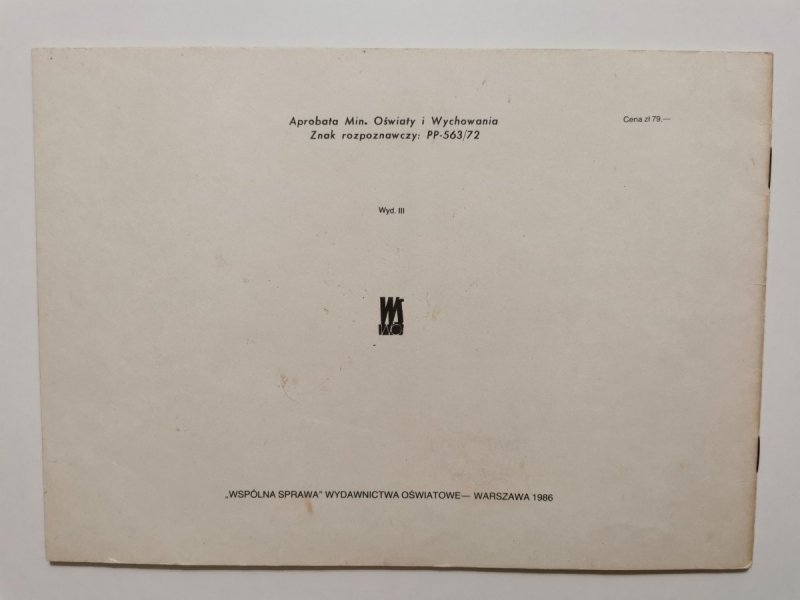 Aprobata Min. Oświaty i Wychowania
Znak rozpoznawczy: PP-563/72
Cena zł 79.—
Wyd. III
WS
„WSPÓLNA SPRAWA” WYDAWNICTWA OŚWIATOWE— WARSZAWA 1986